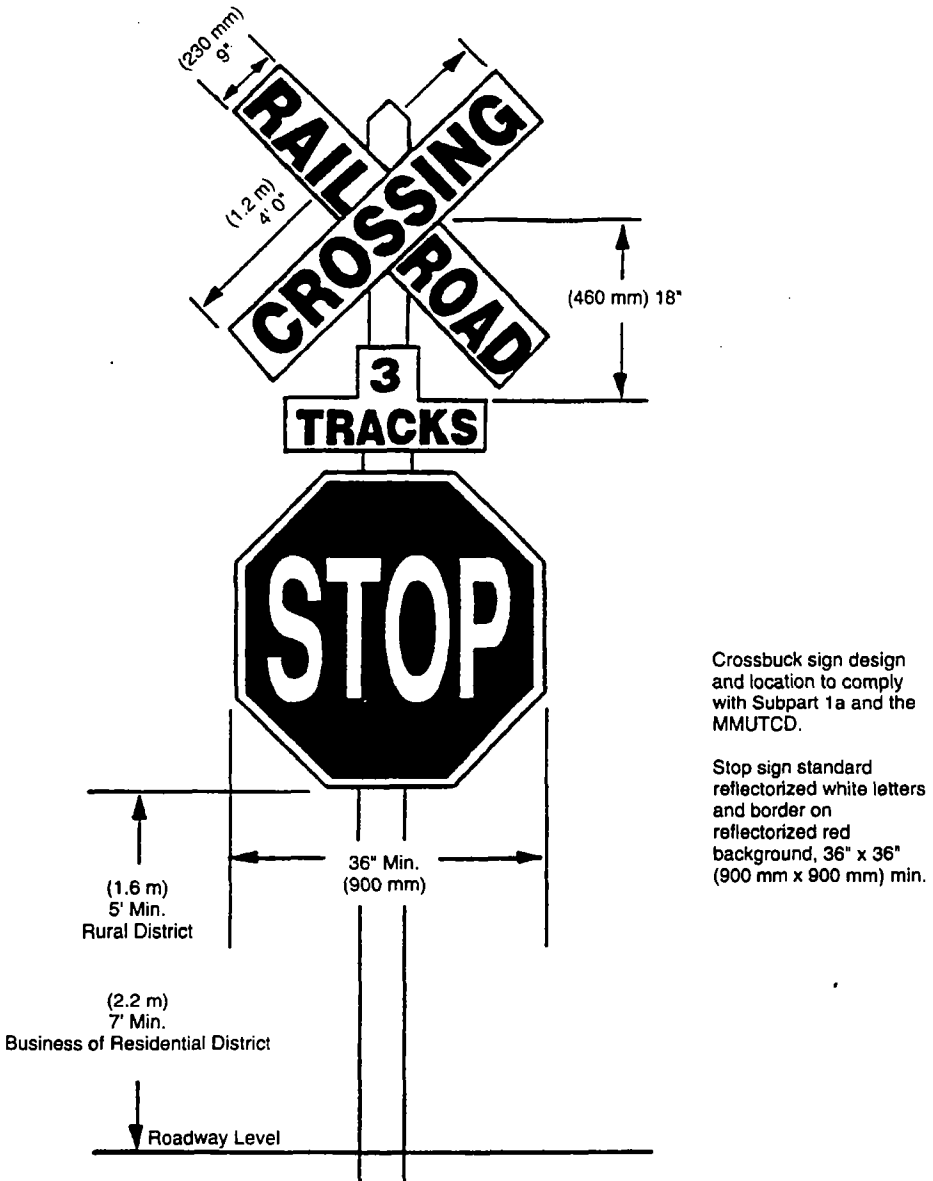 (230 mm)
9"
RAIL
CROSSING
ROAD
(1.2 m)
4' 0"
(460 mm) 18"
3
TRACKS
STOP
Crossbuck sign design
and location to comply
with Subpart 1a and the
MMUTCD.
Stop sign standard
reflectorized white letters
and border on
reflectorized red
background, 36" x 36"
(900 mm x 900 mm) min.
36" Min.
(900 mm)
(1.6 m)
5' Min.
Rural District
(2.2 m)
7' Min.
Business of Residential District
Roadway Level